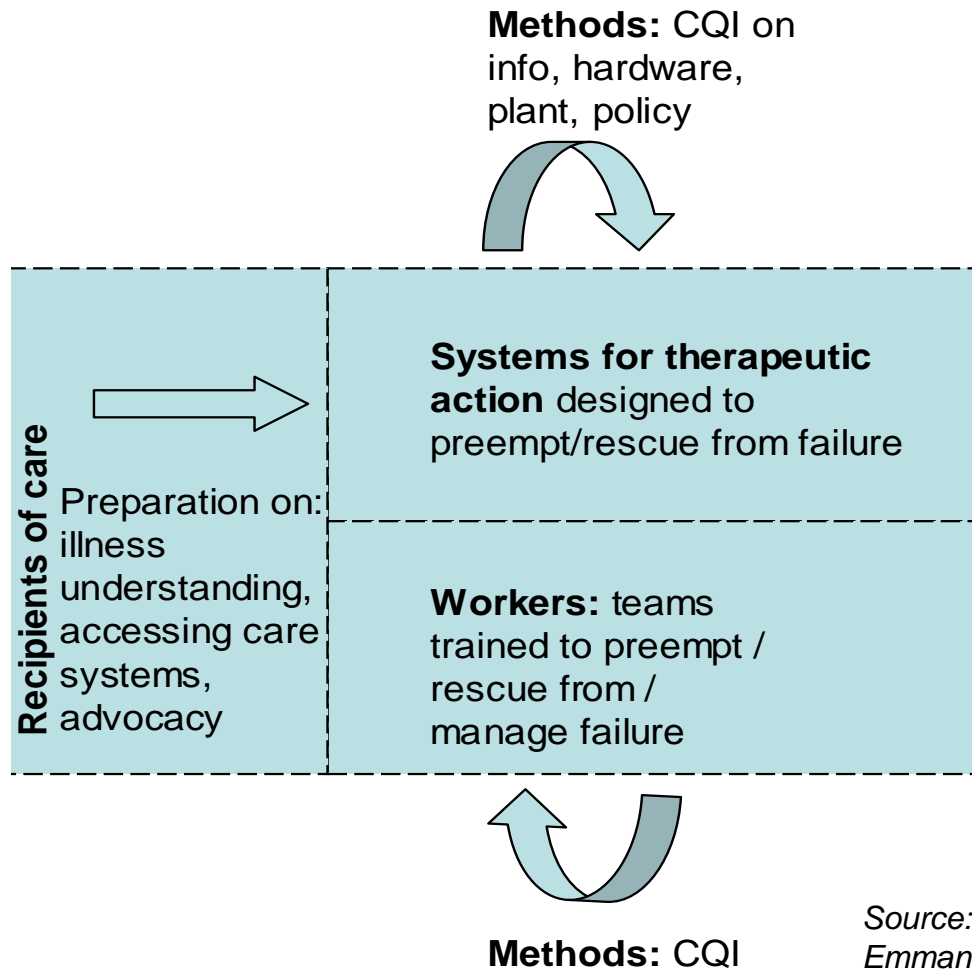 Methods: CQI on
info, hardware,
plant, policy
Recipients of care
Preparation on:
illness
understanding,
accessing care
systems,
advocacy
Systems for therapeutic
action designed to
preempt/rescue from failure
Workers: teams
trained to preempt /
rescue from /
manage failure
Methods: CQI
Source:
Emman